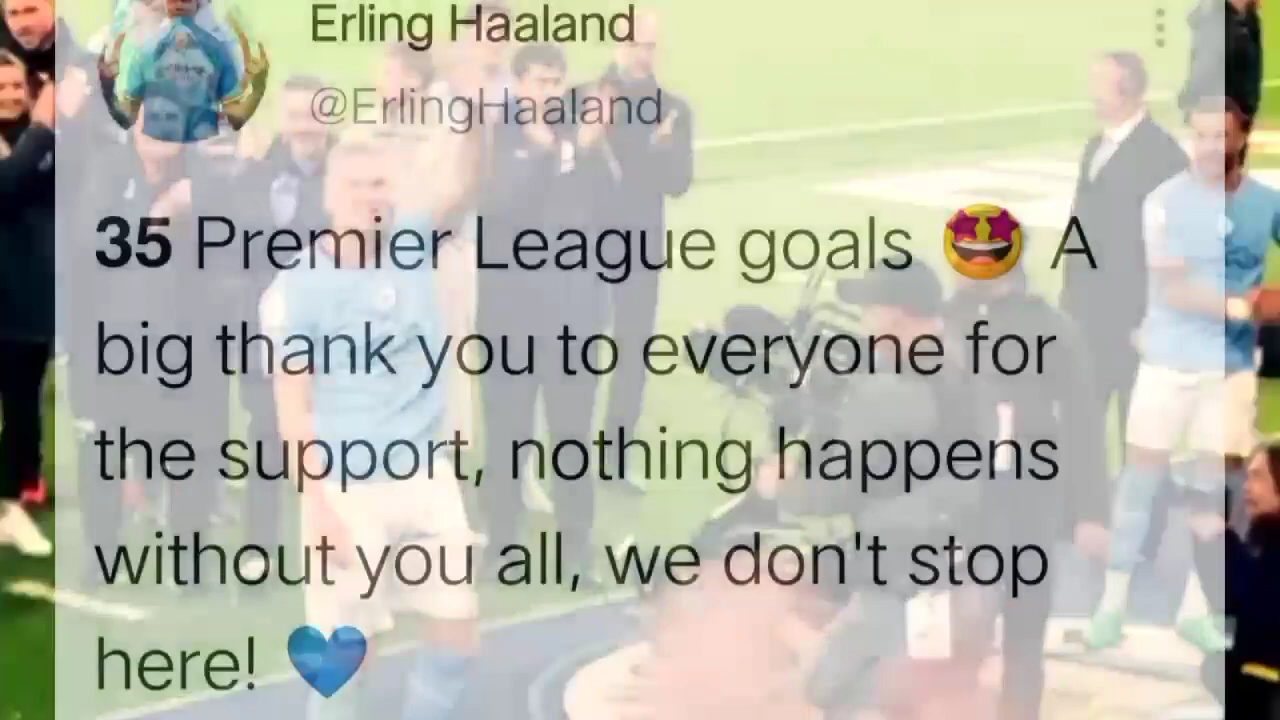 Erling Haaland
@ErlingHaaland
35 Premier League goals 🤩 A
big thank you to everyone for
the support, nothing happens
without you all, we don't stop
here! 💙